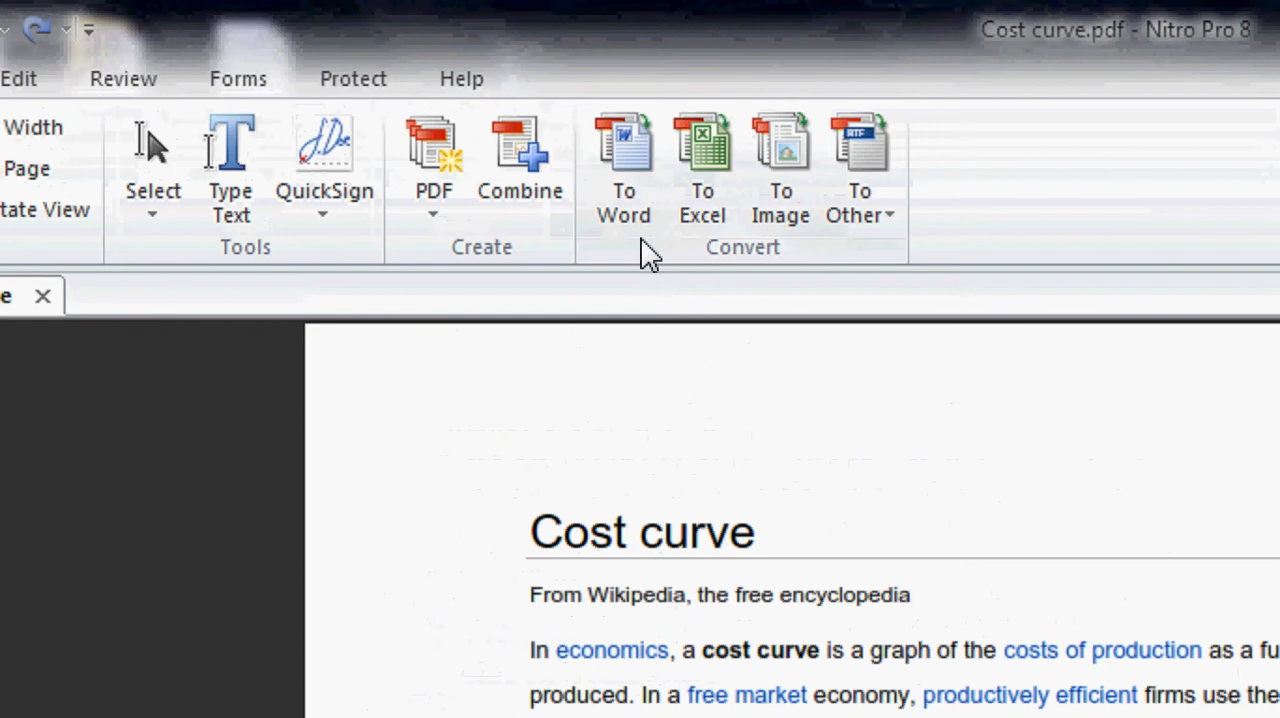 Cost curve.pdf - Nitro Pro 8
Edit Review Forms Protect Help
Width
Page
tate View
Select
Type Text
QuickSign
Tools
PDF
Combine
Create
To Word
To Excel
To Image
To Other
RTF
Convert
e
Cost curve
From Wikipedia, the free encyclopedia
In economics, a cost curve is a graph of the costs of production as a fu
produced. In a free market economy, productively efficient firms use the